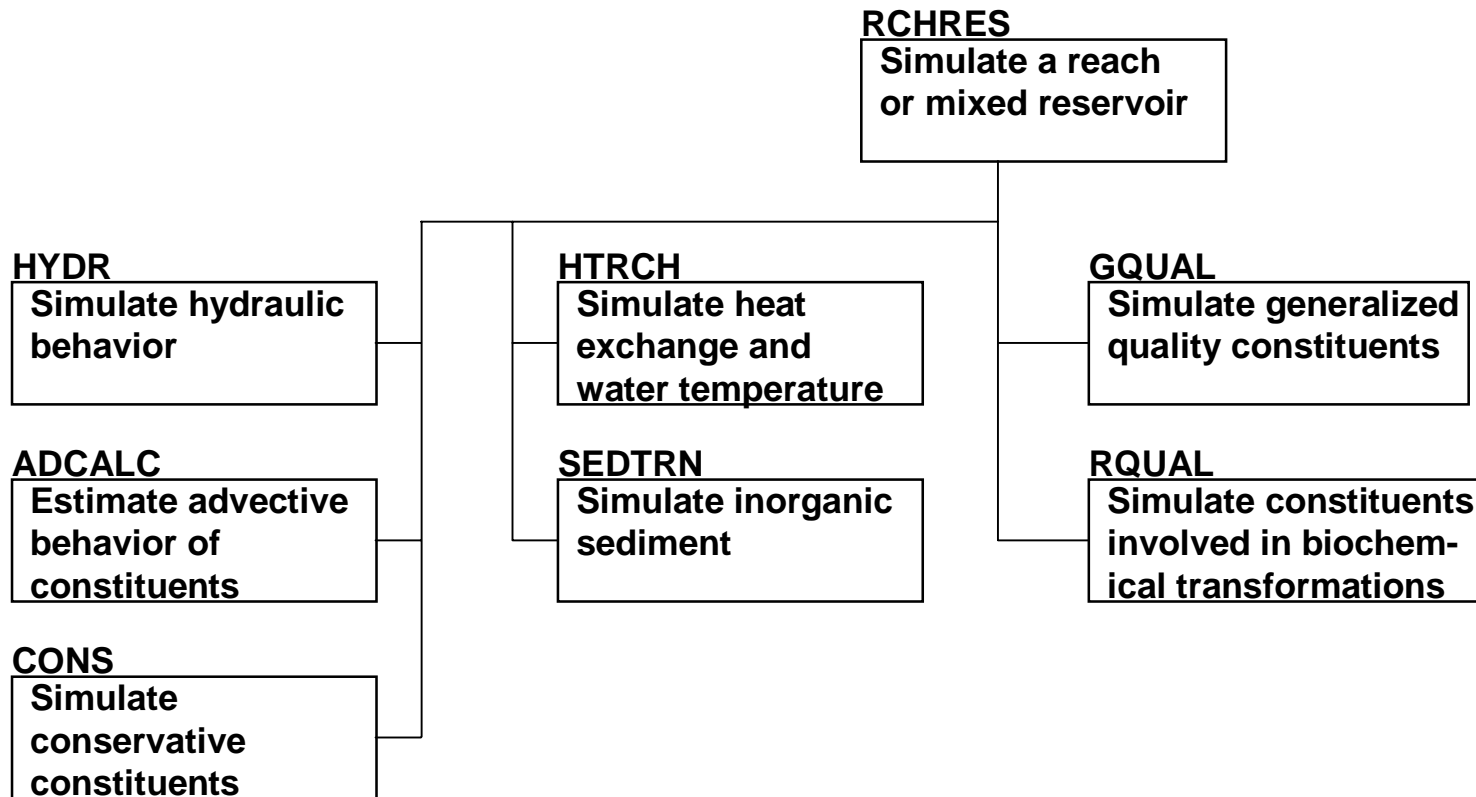 RCHRES
Simulate a reach
or mixed reservoir
HYDR
Simulate hydraulic
behavior
HTRCH
Simulate heat
exchange and
water temperature
GQUAL
Simulate generalized
quality constituents
ADCALC
Estimate advective
behavior of
constituents
SEDTRN
Simulate inorganic
sediment
RQUAL
Simulate constituents
involved in biochem-
ical transformations
CONS
Simulate
conservative
constituents